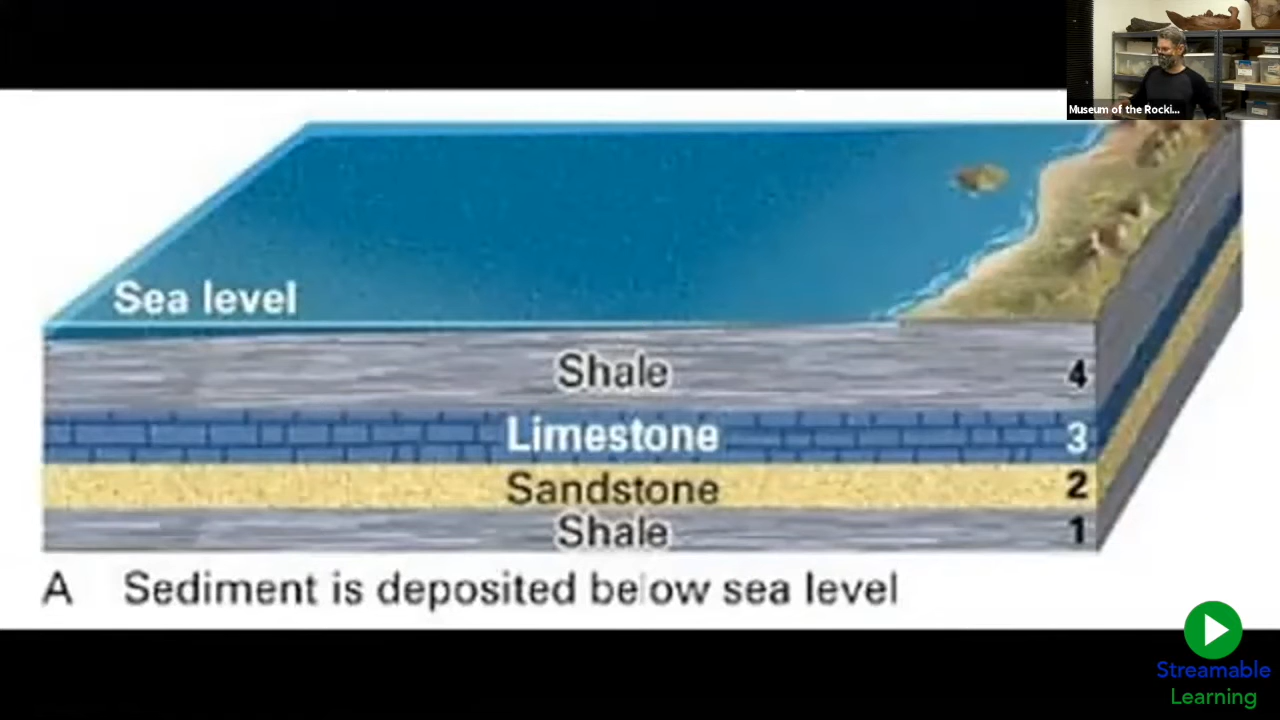 Museum of the Rocki...
Sea level
Shale 4
Limestone 3
Sandstone 2
Shale 1
A Sediment is deposited below sea level
Streamable
Learning